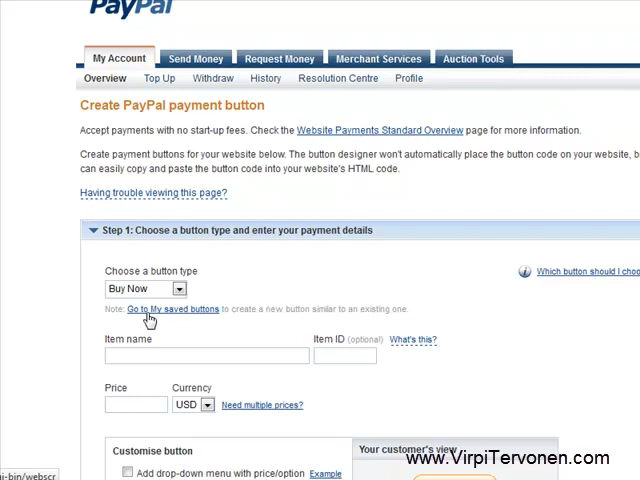 PayPal
My Account Send Money Request Money Merchant Services Auction Tools
Overview Top Up Withdraw History Resolution Centre Profile
Create PayPal payment button
Accept payments with no start-up fees. Check the Website Payments Standard Overview page for more information.
Create payment buttons for your website below. The button designer won't automatically place the button code on your website, b
can easily copy and paste the button code into your website's HTML code.
Having trouble viewing this page?
Step 1: Choose a button type and enter your payment details
Choose a button type
Buy Now
Which button should I choo
Note: Go to My saved buttons to create a new button similar to an existing one.
Item name Item ID (optional) What's this?
Price Currency
USD Need multiple prices?
Customise button Your customer's view
www.VirpiTervonen.com
Add drop-down menu with price/option Example
i-bin/webscr